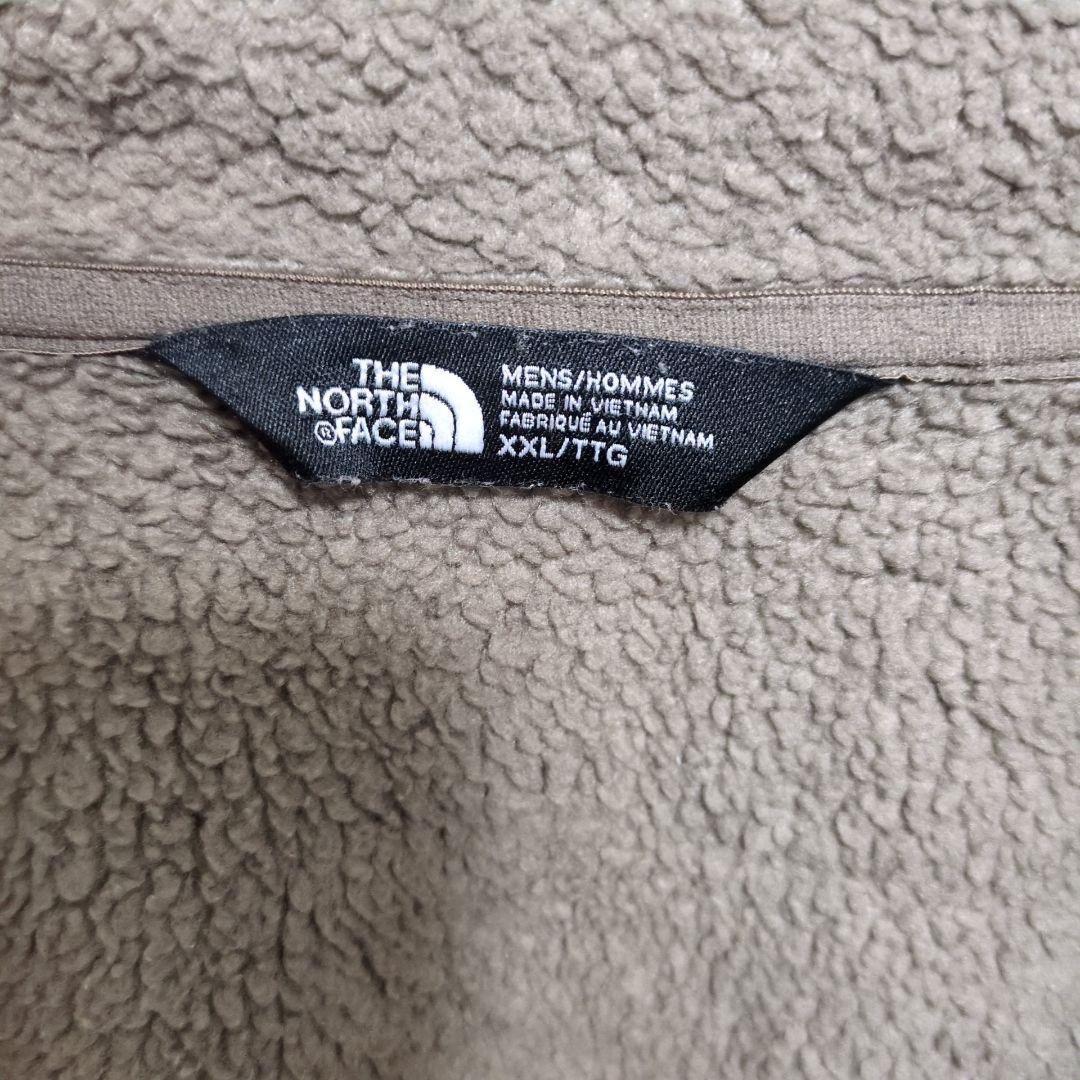 THE
NORTH
®FACE
MENS/HOMMES
MADE IN VIETNAM
FABRIQUÉ AU VIETNAM
XXL/TTG